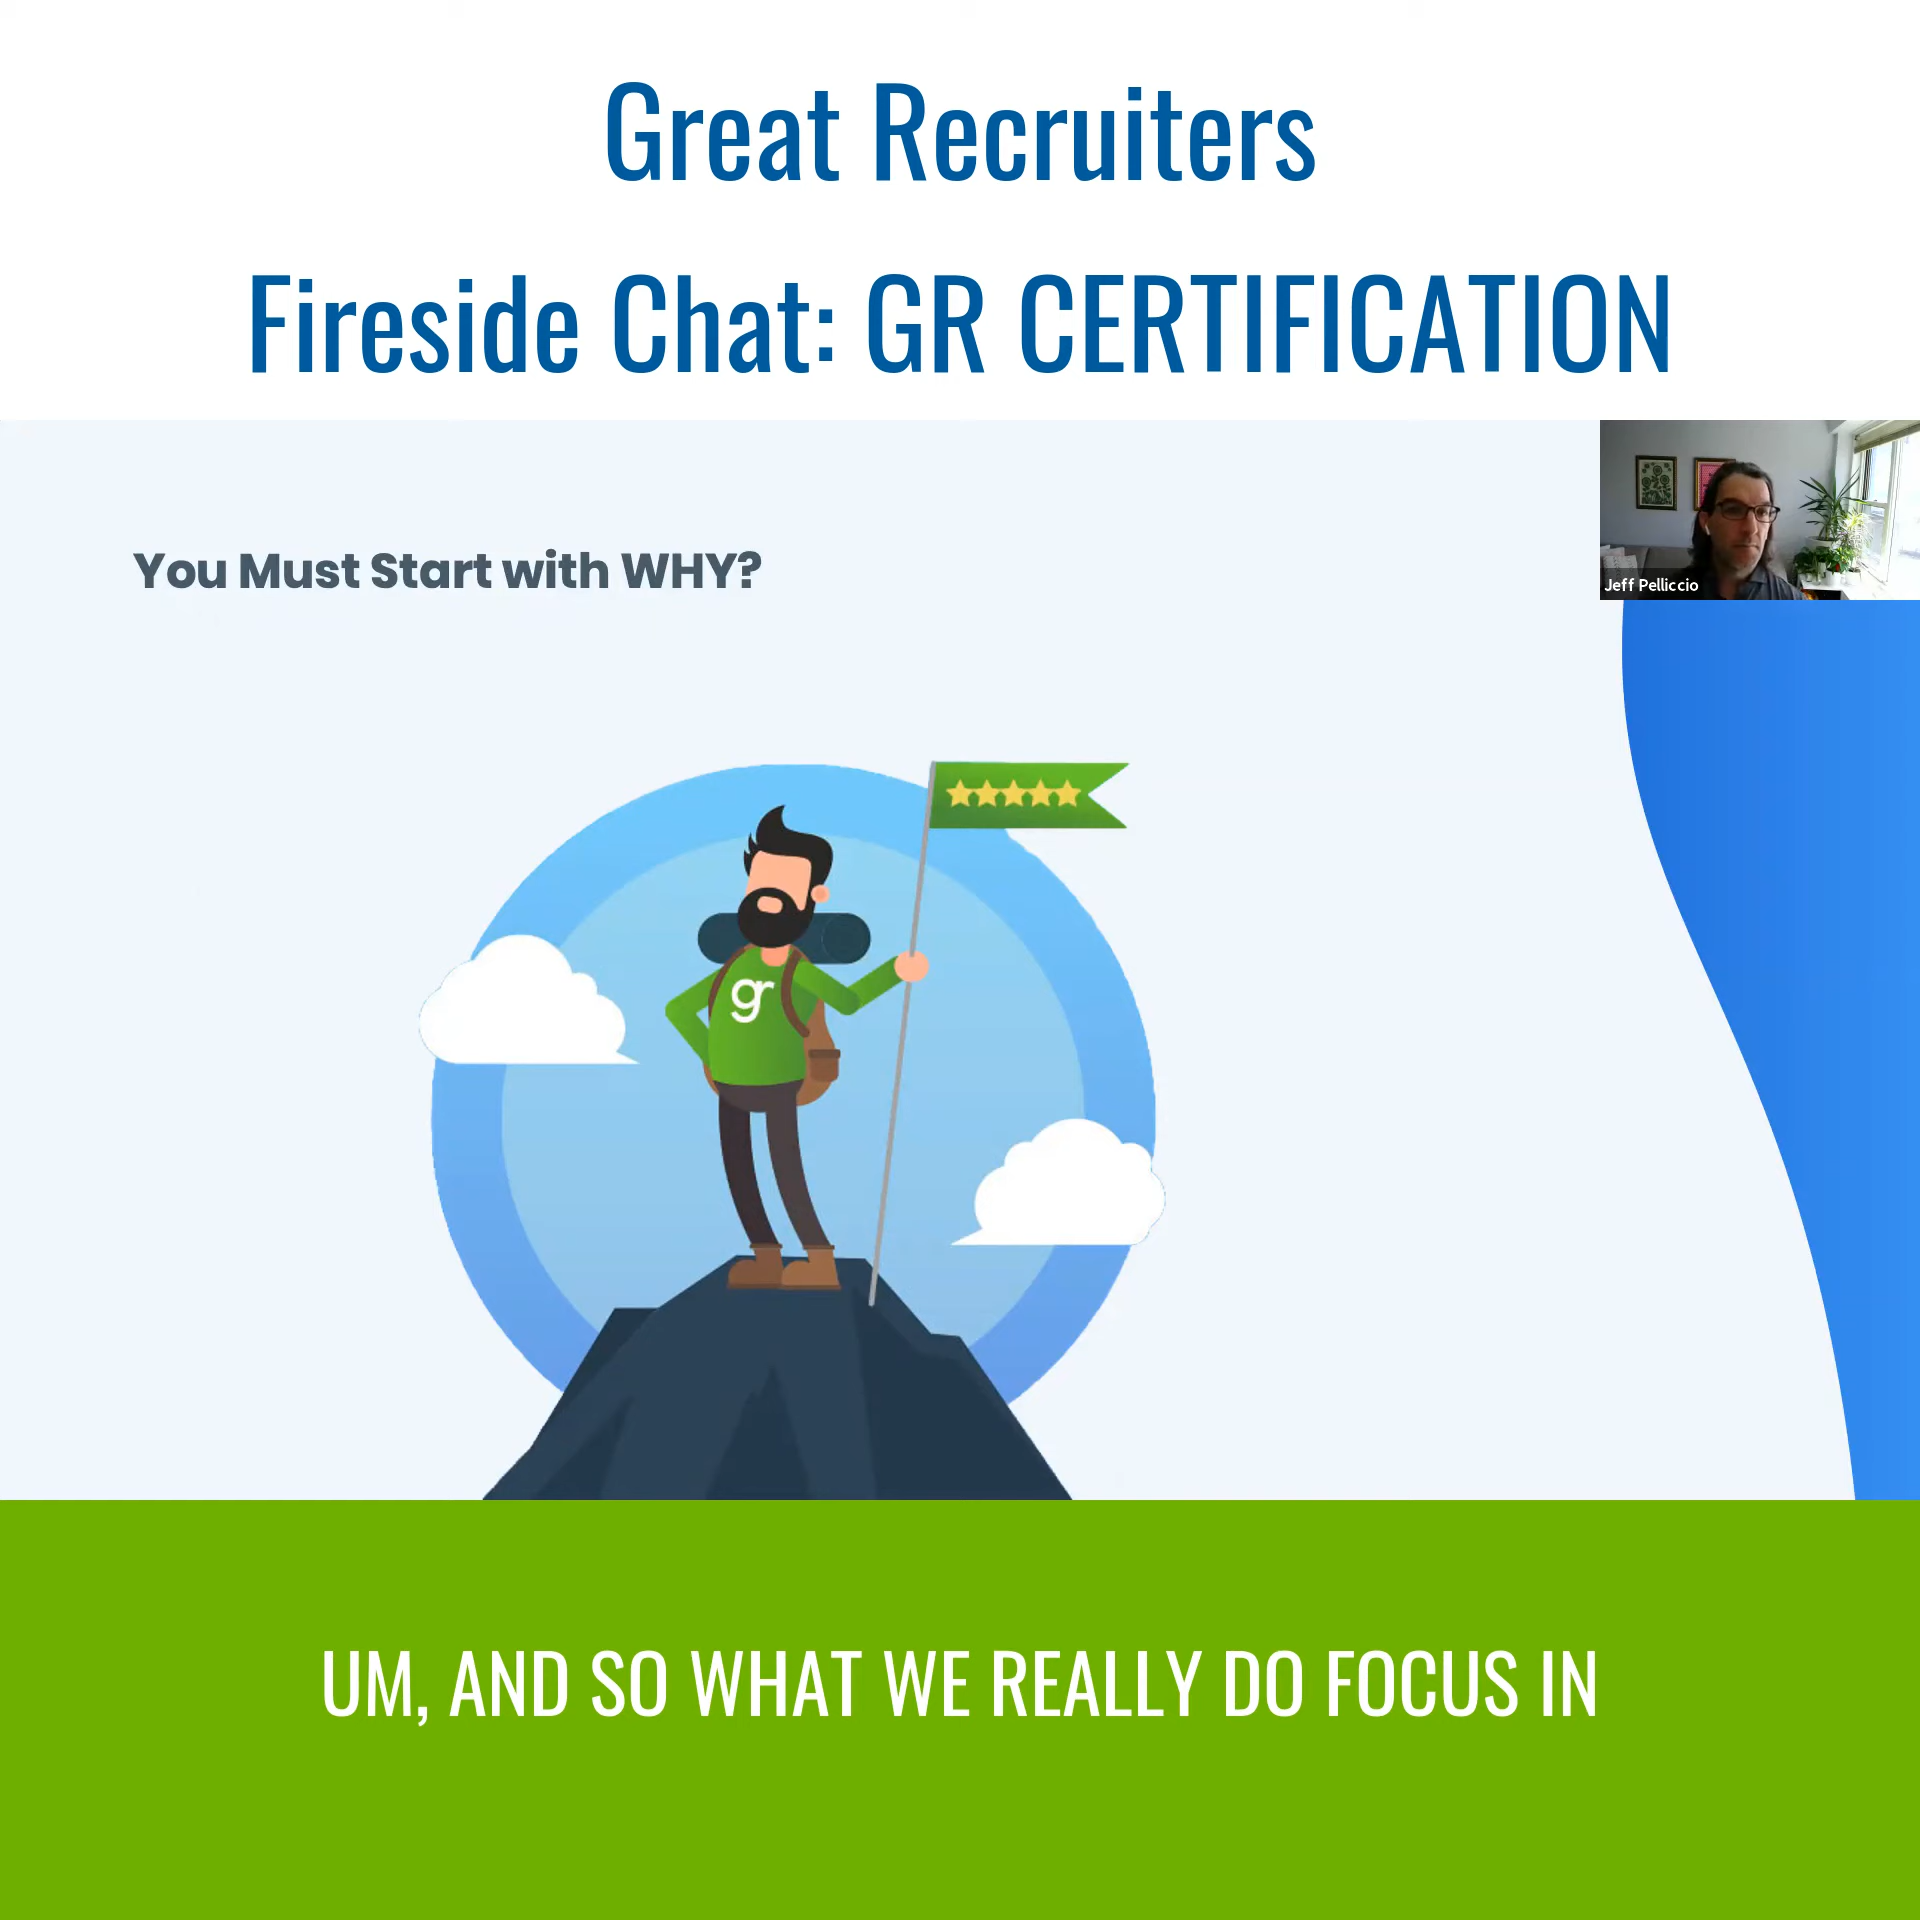 Great Recruiters
Fireside Chat: GR CERTIFICATION
You Must Start with WHY?
Jeff Pelliccio
gr
UM, AND SO WHAT WE REALLY DO FOCUS IN